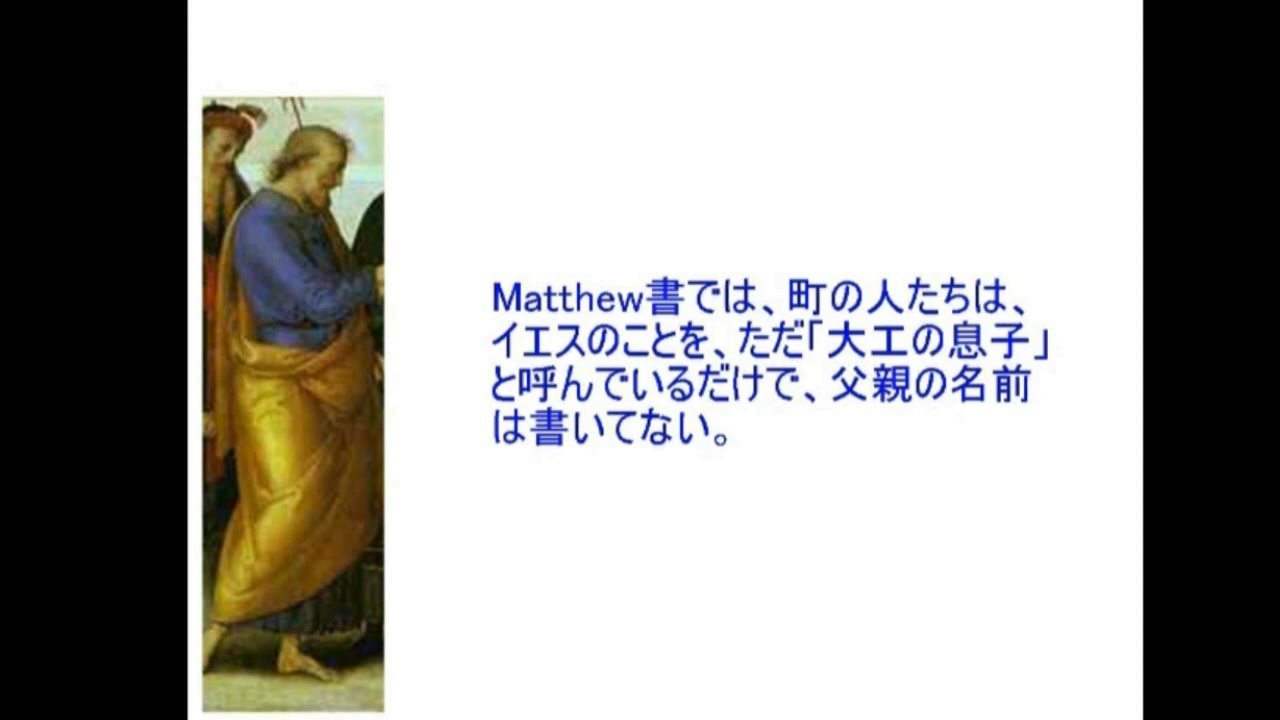 Matthew書では、町の人たちは、
イエスのことを、ただ「大工の息子」
と呼んでいるだけで、父親の名前
は書いてない。